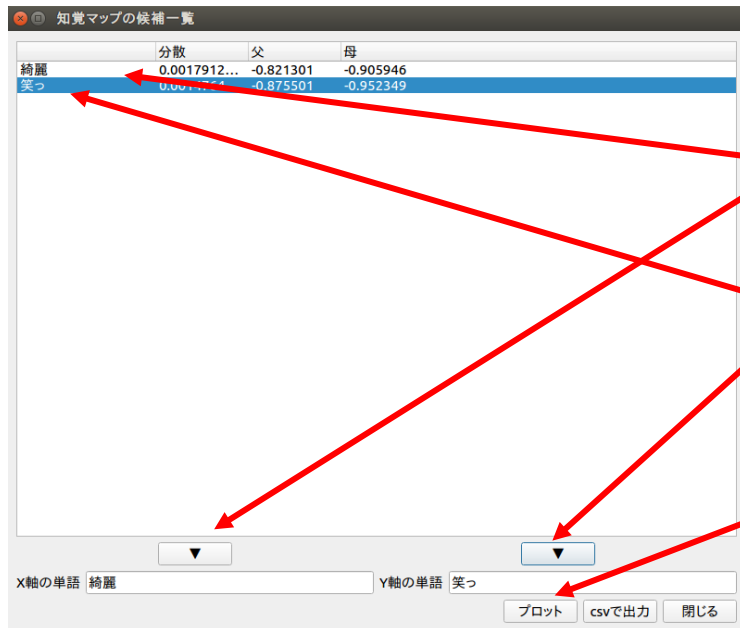 知覚マップの候補一覧
分散 父 母
綺麗 0.0017912... -0.821301 -0.905946
笑っ 0.0014764... -0.875501 -0.952349
▼ ▼
X軸の単語 綺麗 Y軸の単語 笑っ
プロット csvで出力 閉じる